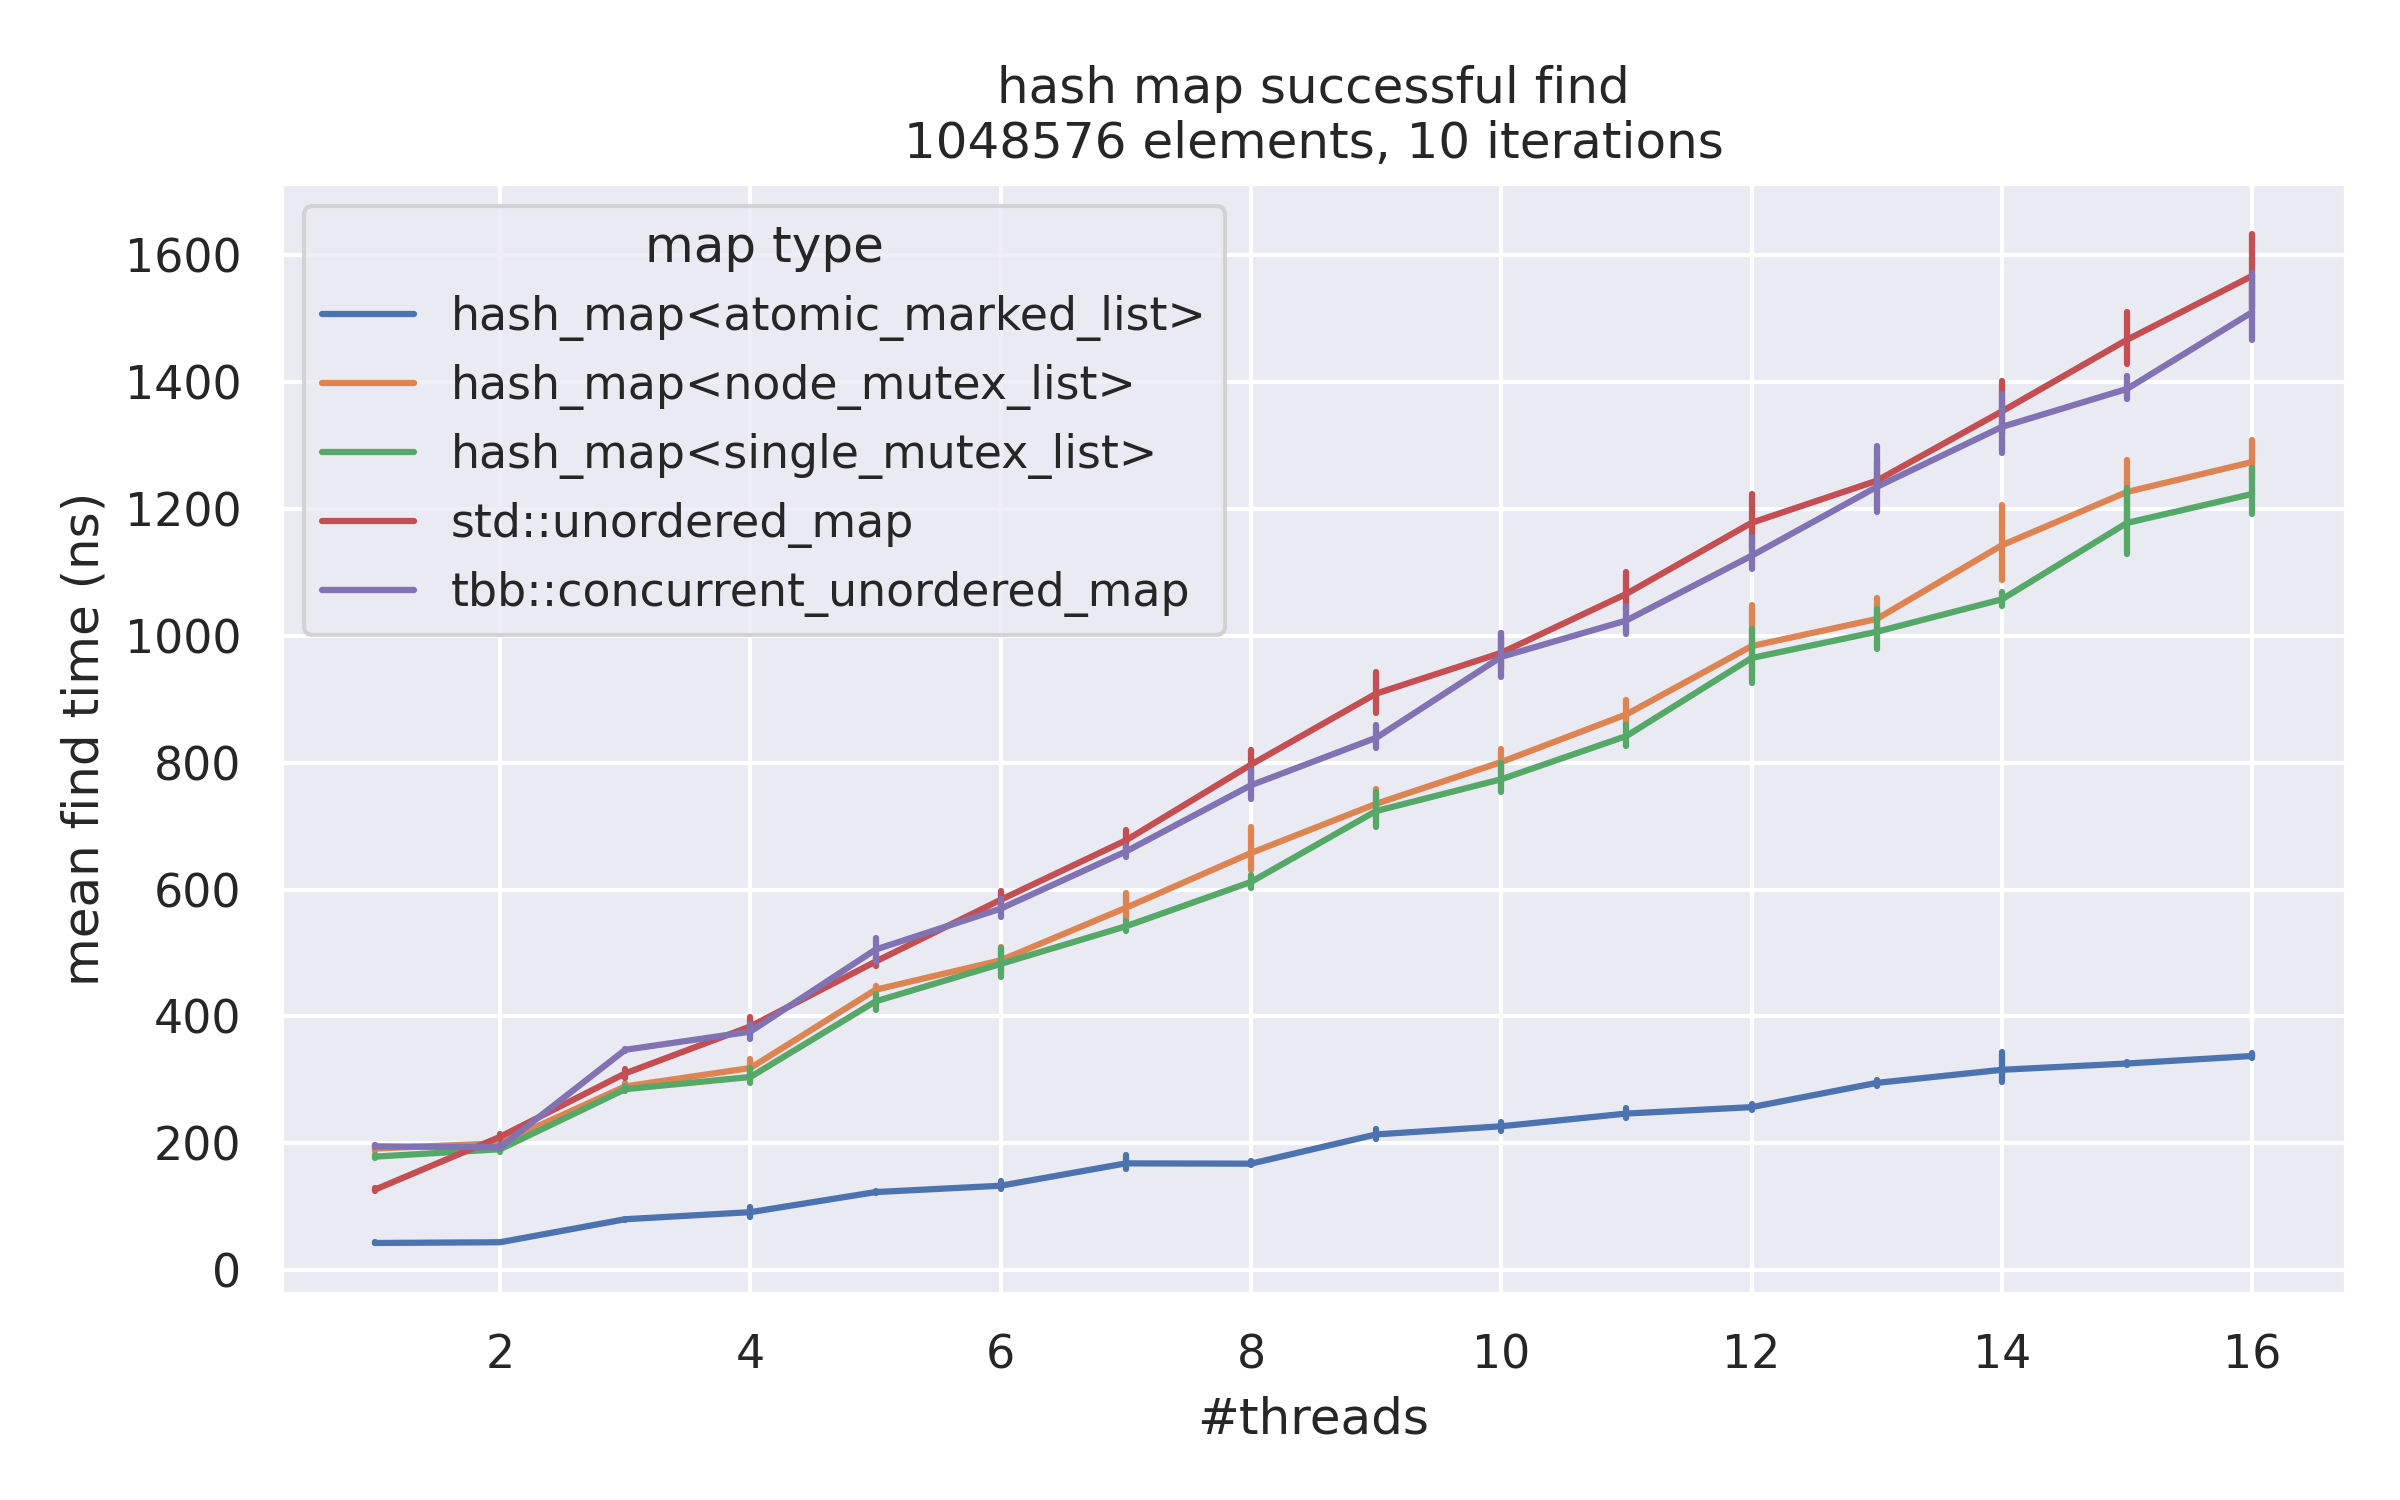 hash map successful find
1048576 elements, 10 iterations
map type
hash_map<atomic_marked_list>
hash_map<node_mutex_list>
hash_map<single_mutex_list>
std::unordered_map
tbb::concurrent_unordered_map
mean find time (ns)
1600
1400
1200
1000
800
600
400
200
0
2 4 6 8 10 12 14 16
#threads